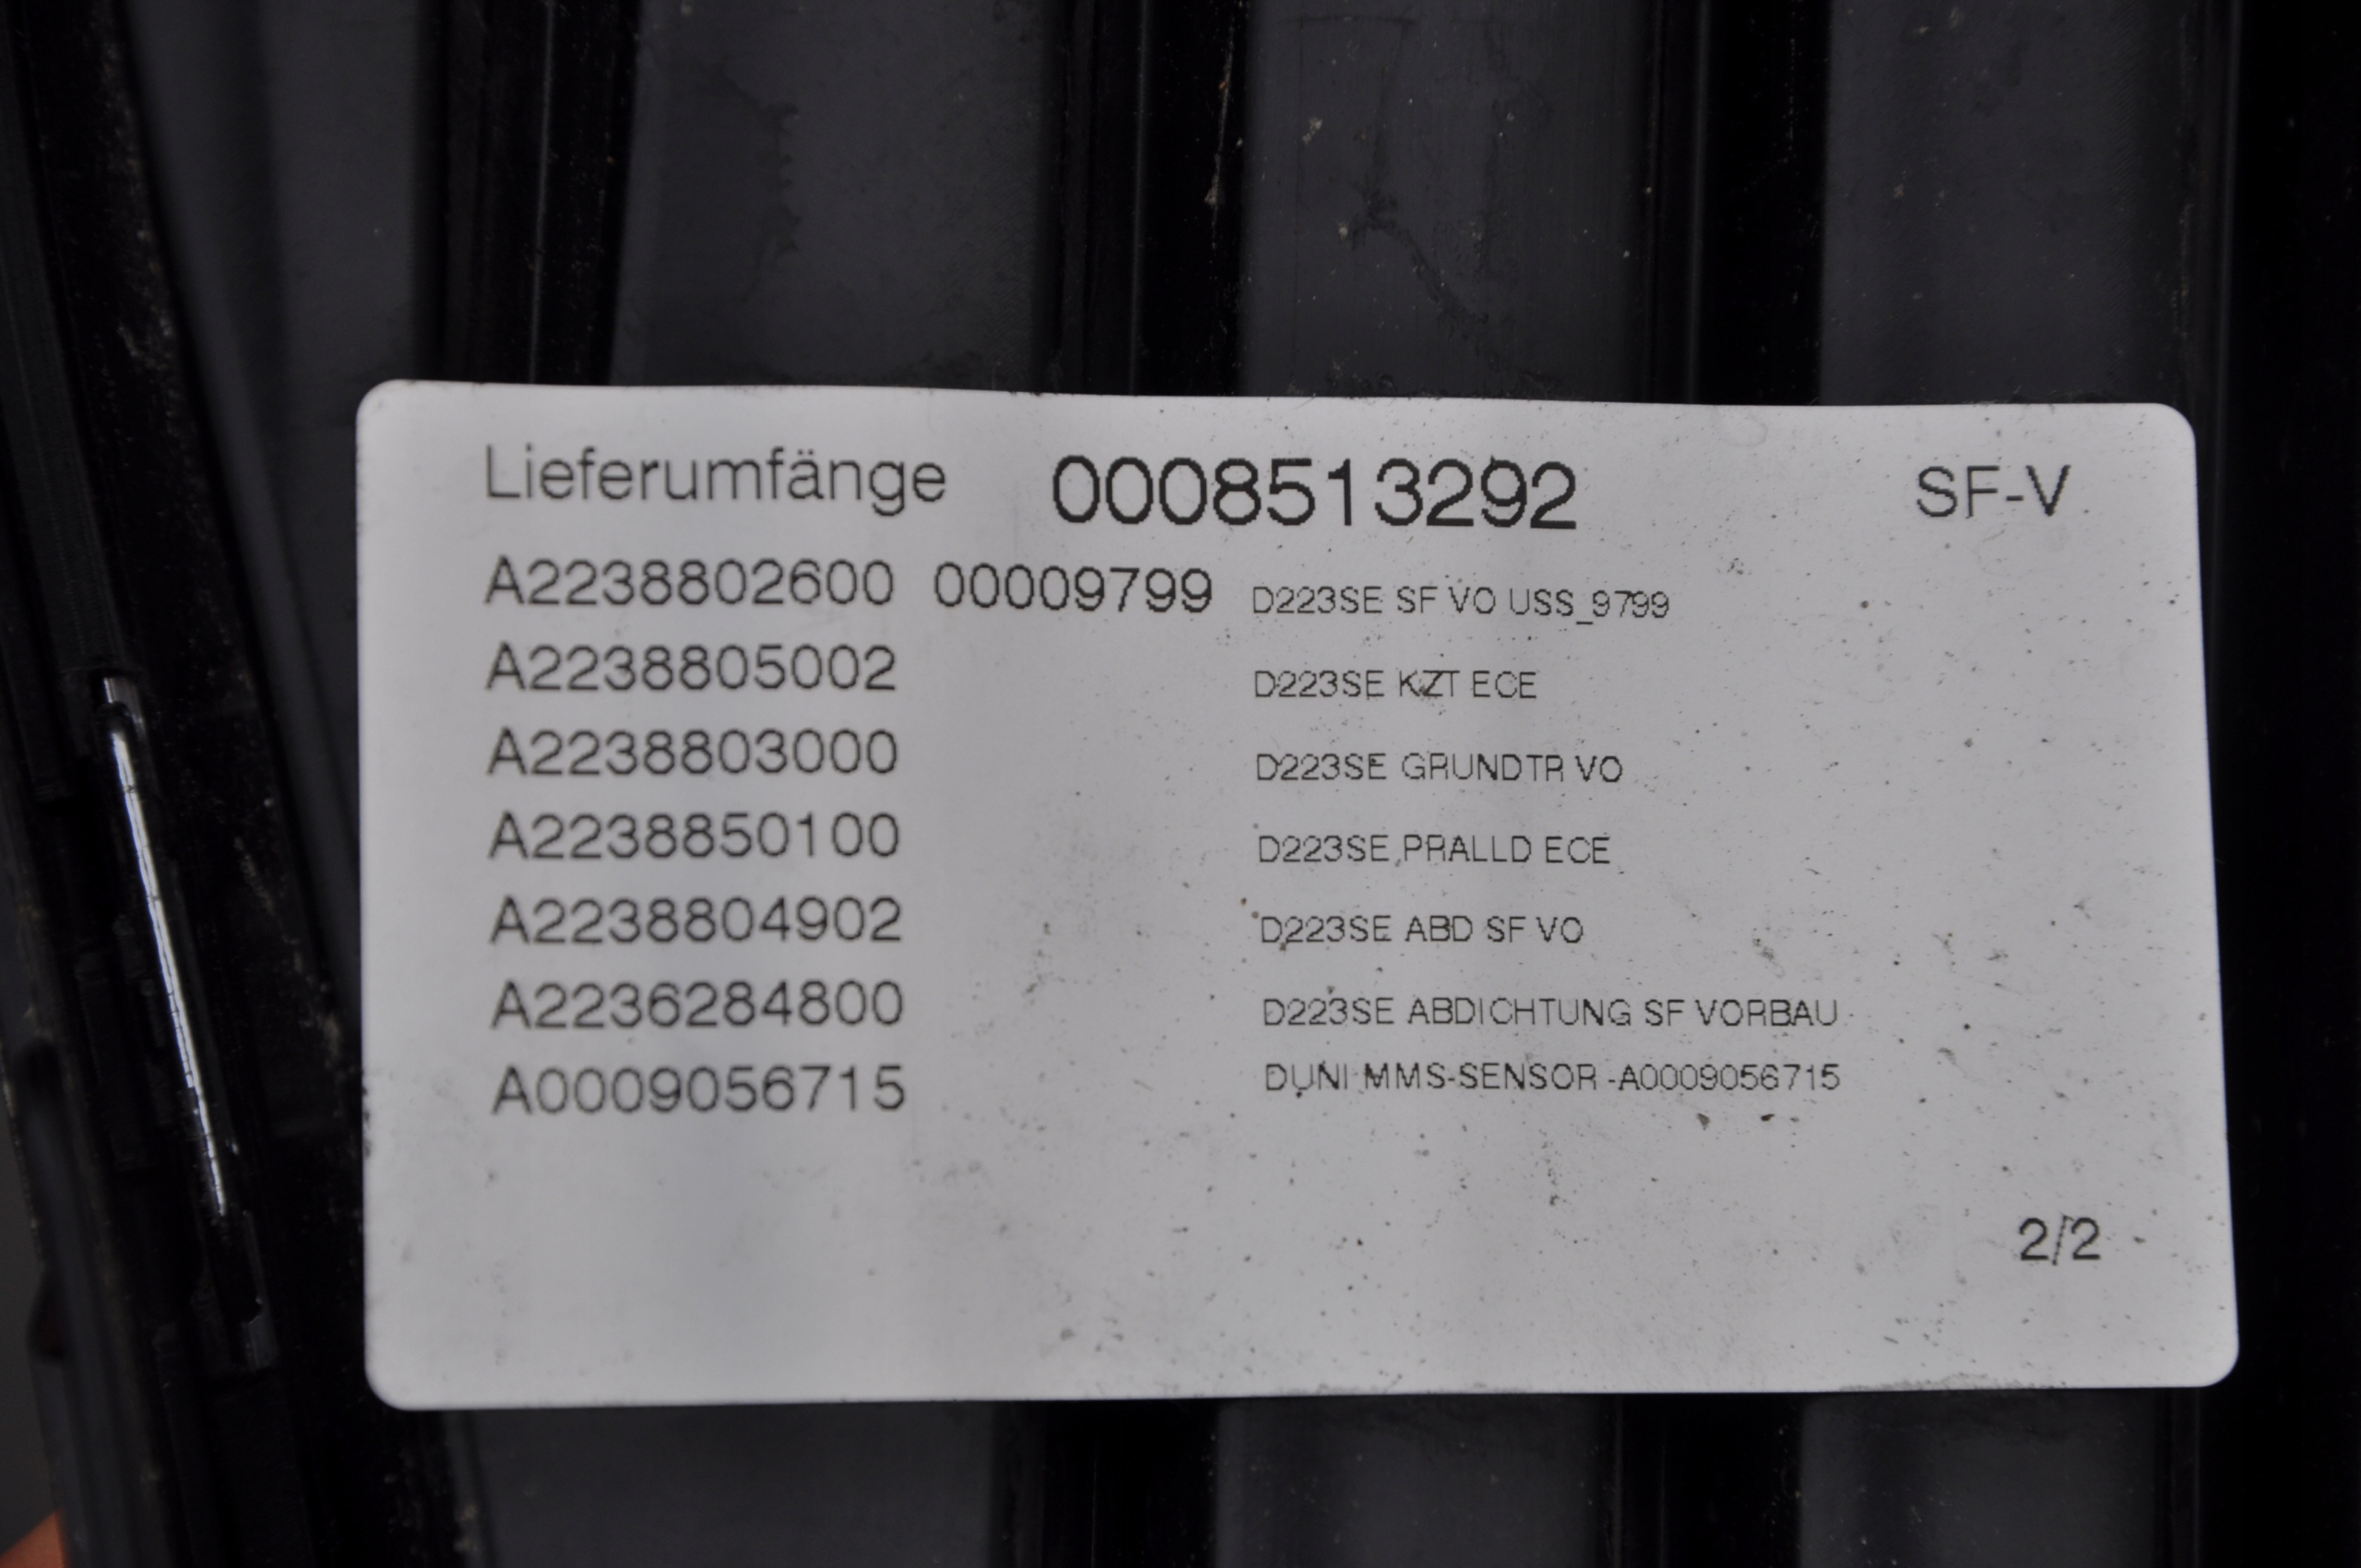 Lieferumfänge 0008513292 SF-V
A2238802600 00009799 D223SE SF VO USS_9799
A2238805002 D223SE KZT ECE
A2238803000 D223SE GRUNDTR VO
A2238850100 D223SE PRALLD ECE
A2238804902 D223SE ABD SF VO
A2236284800 D223SE ABDICHTUNG SF VORBAU
A0009056715 DUNI MMS-SENSOR -A0009056715
2/2